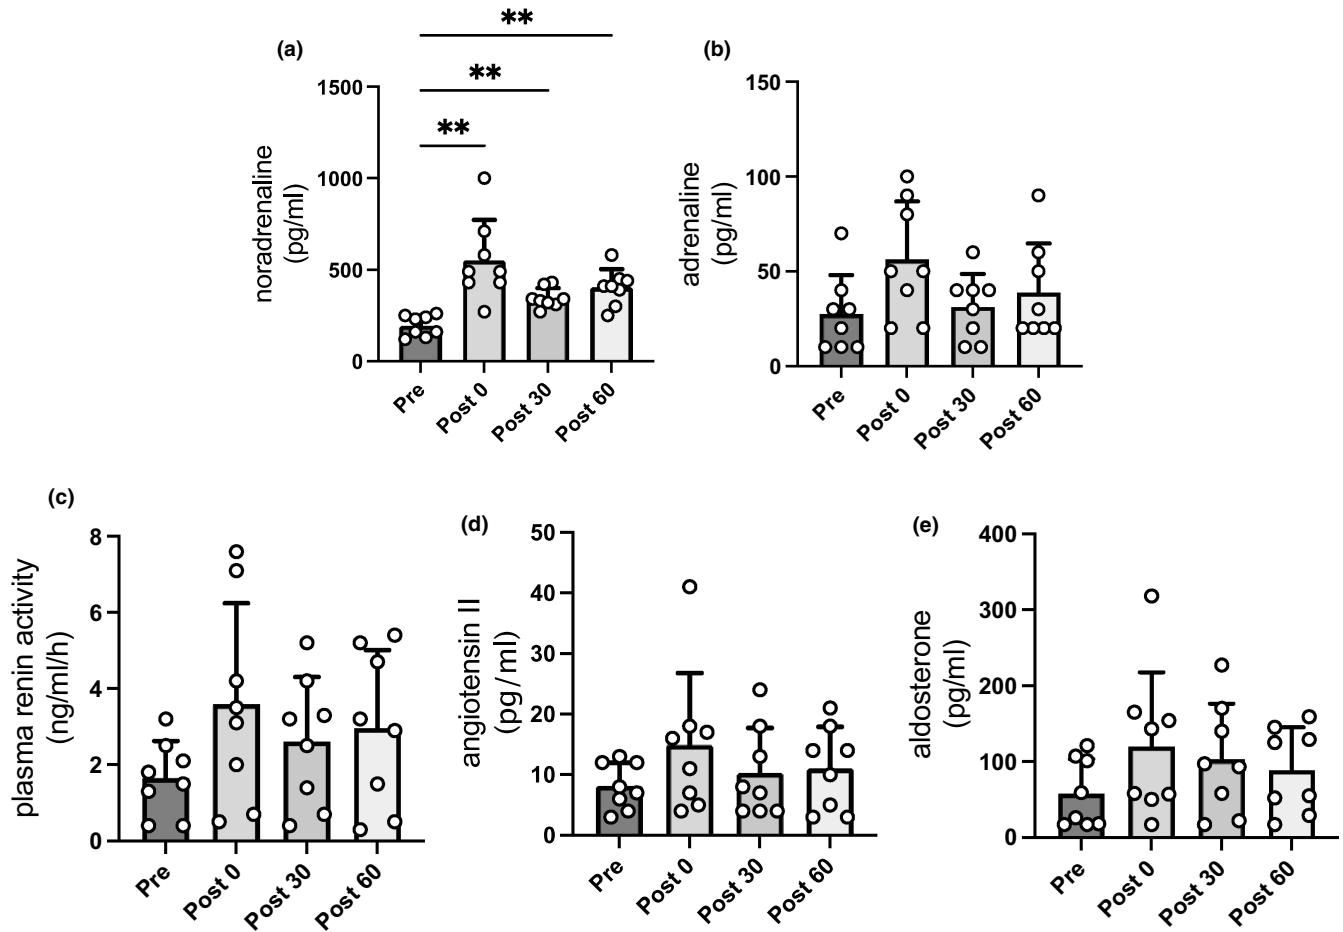 (a)
**
**
**
noradrenaline
(pg/ml)
1500
1000
500
0
Pre
Post 0
Post 30
Post 60
(b)
adrenaline
(pg/ml)
150
100
50
0
Pre
Post 0
Post 30
Post 60
(c)
plasma renin activity
(ng/ml/h)
8
6
4
2
0
Pre
Post 0
Post 30
Post 60
(d)
angiotensin II
(pg/ml)
50
40
30
20
10
0
Pre
Post 0
Post 30
Post 60
(e)
aldosterone
(pg/ml)
400
300
200
100
0
Pre
Post 0
Post 30
Post 60